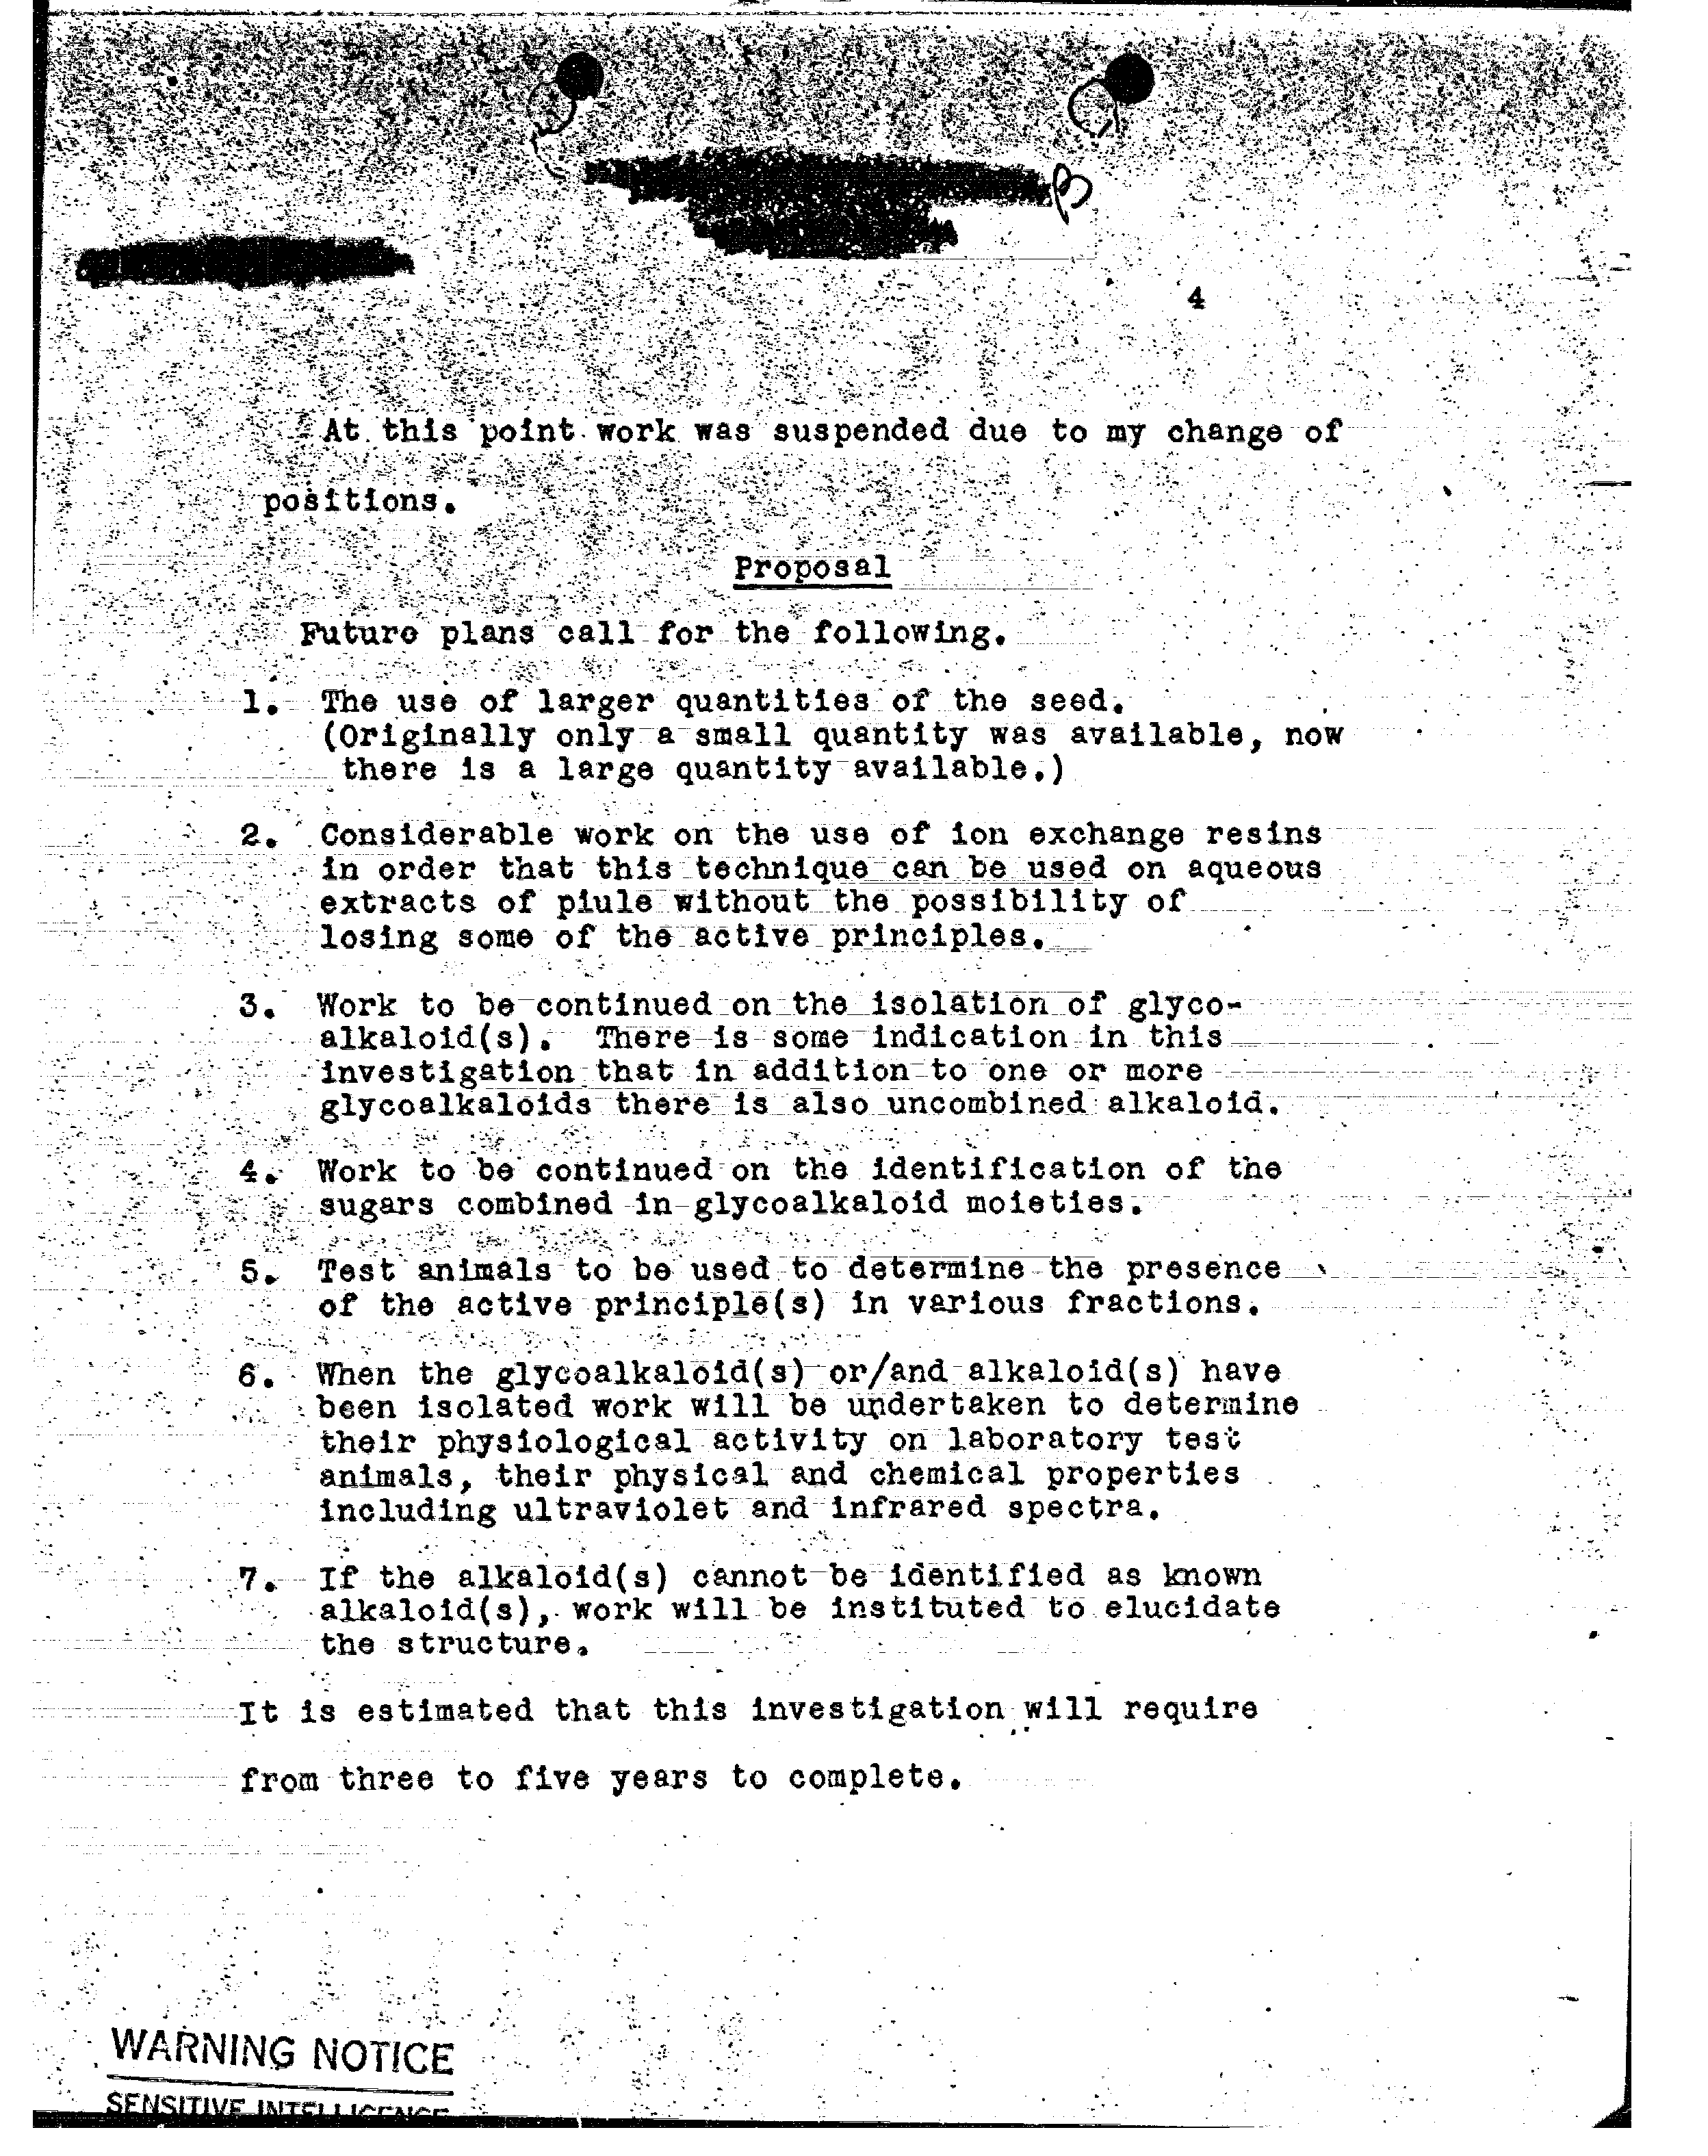 4
At this point work was suspended due to my change of
positions.
Proposal
Future plans call for the following.
1. The use of larger quantities of the seed.
(Originally only a small quantity was available, now
there is a large quantity available.)
2. Considerable work on the use of ion exchange resins
in order that this technique can be used on aqueous
extracts of piule without the possibility of
losing some of the active principles.
3. Work to be continued on the isolation of glyco-
alkaloid(s). There is some indication in this
investigation that in addition to one or more
glycoalkaloids there is also uncombined alkaloid.
4. Work to be continued on the identification of the
sugars combined in glycoalkaloid moieties.
5. Test animals to be used to determine the presence
of the active principle(s) in various fractions.
6. When the glycoalkaloid(s) or/and alkaloid(s) have
been isolated work will be undertaken to determine
their physiological activity on laboratory test
animals, their physical and chemical properties
including ultraviolet and infrared spectra.
7. If the alkaloid(s) cannot be identified as known
alkaloid(s), work will be instituted to elucidate
the structure.
It is estimated that this investigation will require
from three to five years to complete.
WARNING NOTICE
SENSITIVE INTELLIGENCE